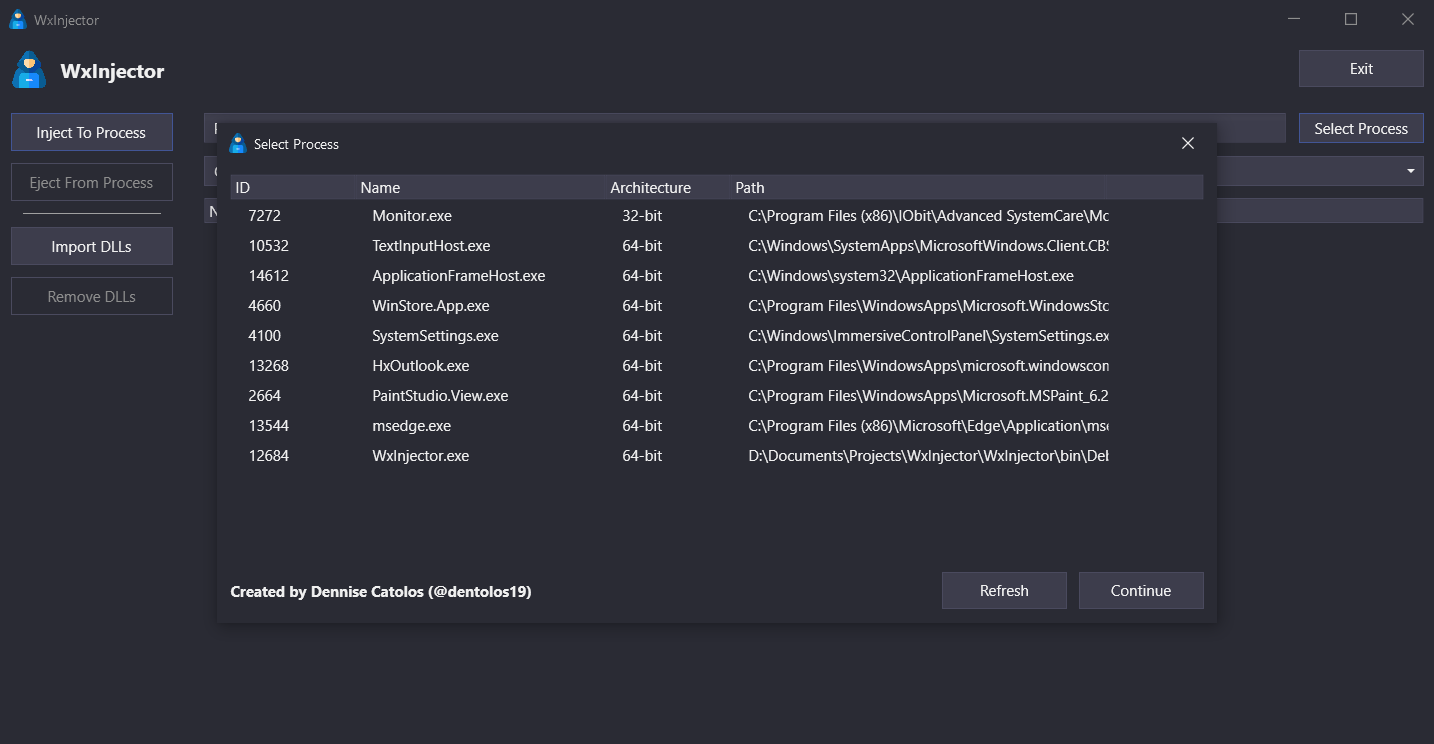 WxInjector
WxInjector
Exit
Inject To Process
Select Process
Eject From Process
Import DLLs
Remove DLLs
Select Process
ID Name Architecture Path
7272 Monitor.exe 32-bit C:\Program Files (x86)\IObit\Advanced SystemCare\Mo
10532 TextInputHost.exe 64-bit C:\Windows\SystemApps\MicrosoftWindows.Client.CBS
14612 ApplicationFrameHost.exe 64-bit C:\Windows\system32\ApplicationFrameHost.exe
4660 WinStore.App.exe 64-bit C:\Program Files\WindowsApps\Microsoft.WindowsSto
4100 SystemSettings.exe 64-bit C:\Windows\ImmersiveControlPanel\SystemSettings.ex
13268 HxOutlook.exe 64-bit C:\Program Files\WindowsApps\microsoft.windowscom
2664 PaintStudio.View.exe 64-bit C:\Program Files\WindowsApps\Microsoft.MSPaint_6.2
13544 msedge.exe 64-bit C:\Program Files (x86)\Microsoft\Edge\Application\mse
12684 WxInjector.exe 64-bit D:\Documents\Projects\WxInjector\WxInjector\bin\Deb
Created by Dennise Catolos (@dentolos19)
Refresh
Continue